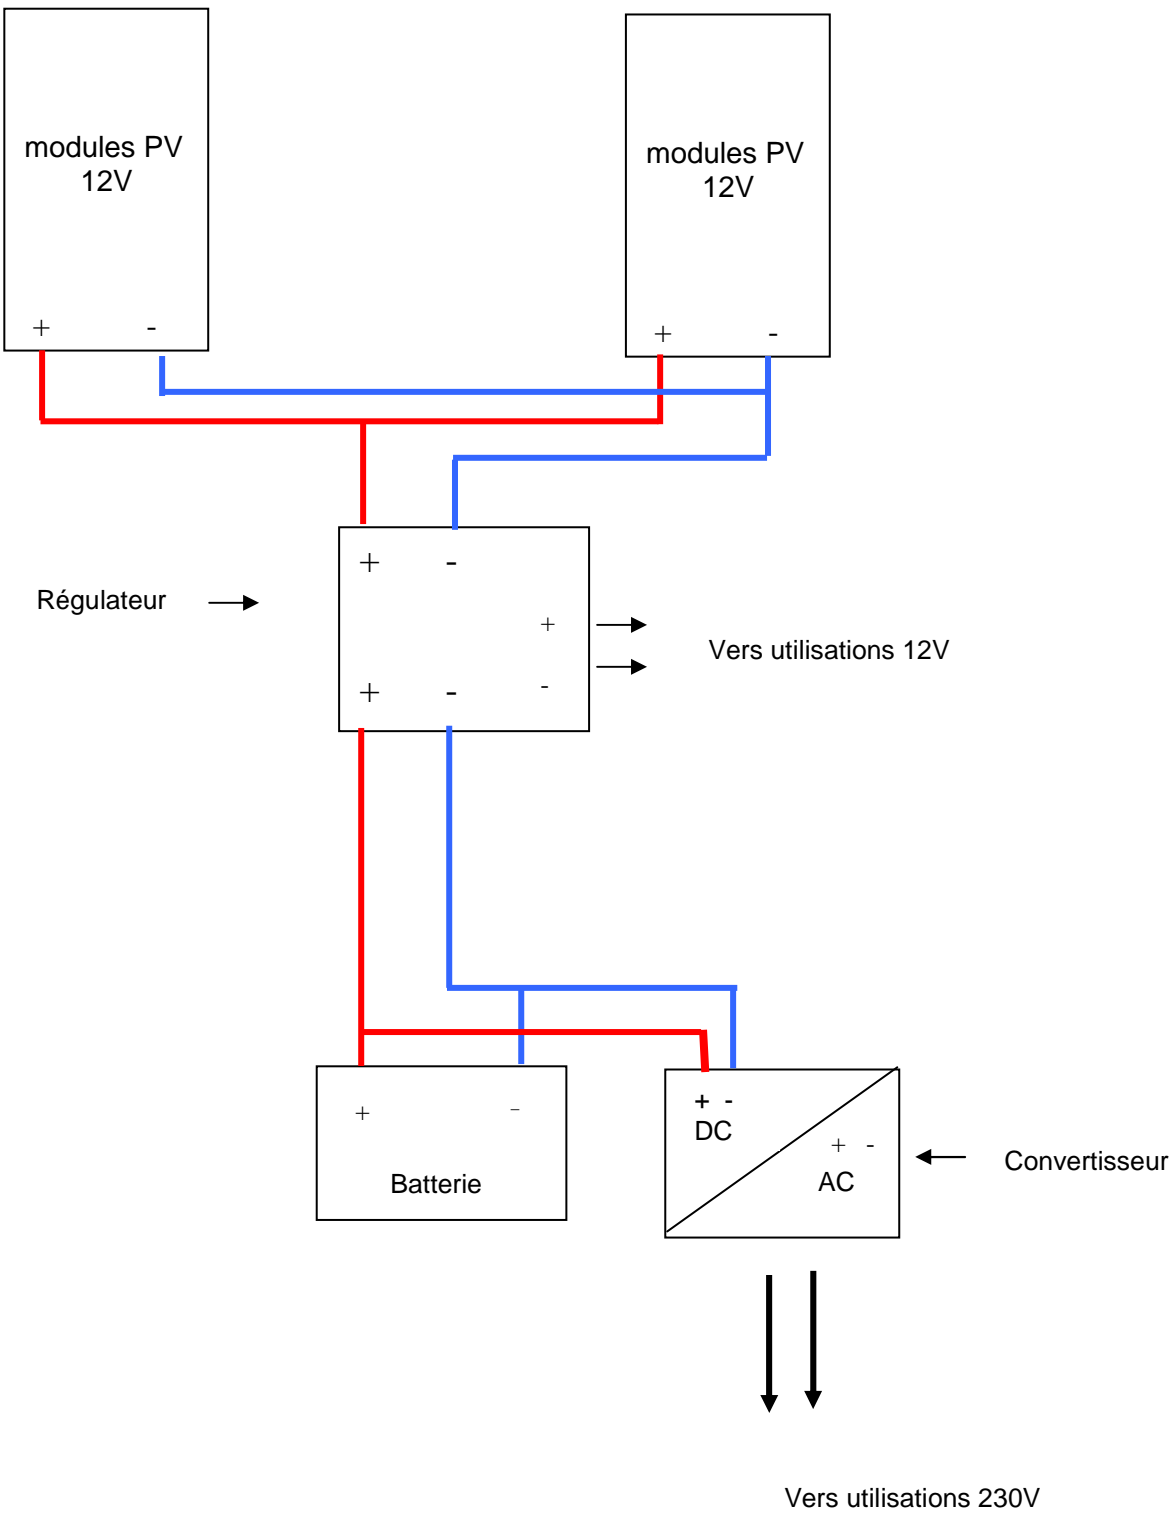 modules PV
12V
modules PV
12V
+ -
+ -
+ -
Régulateur
+
Vers utilisations 12V
+ - -
+ -
DC
+ -
+ -
AC
Convertisseur
Batterie
Vers utilisations 230V